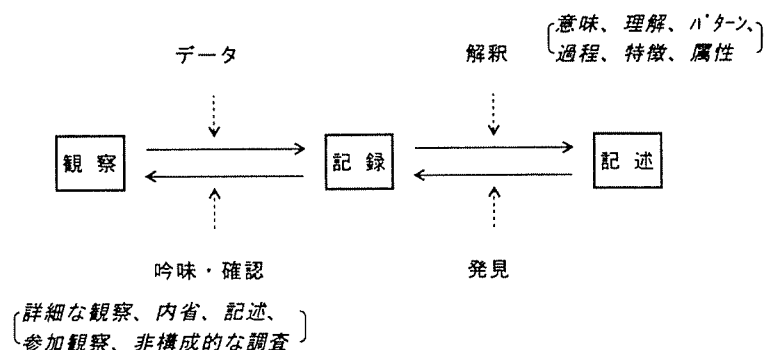 意味、理解、パターン、
過程、特徴、属性
データ
解釈
観察
記録
記述
吟味・確認
発見
詳細な観察、内省、記述、
参加観察、非構成的な調査